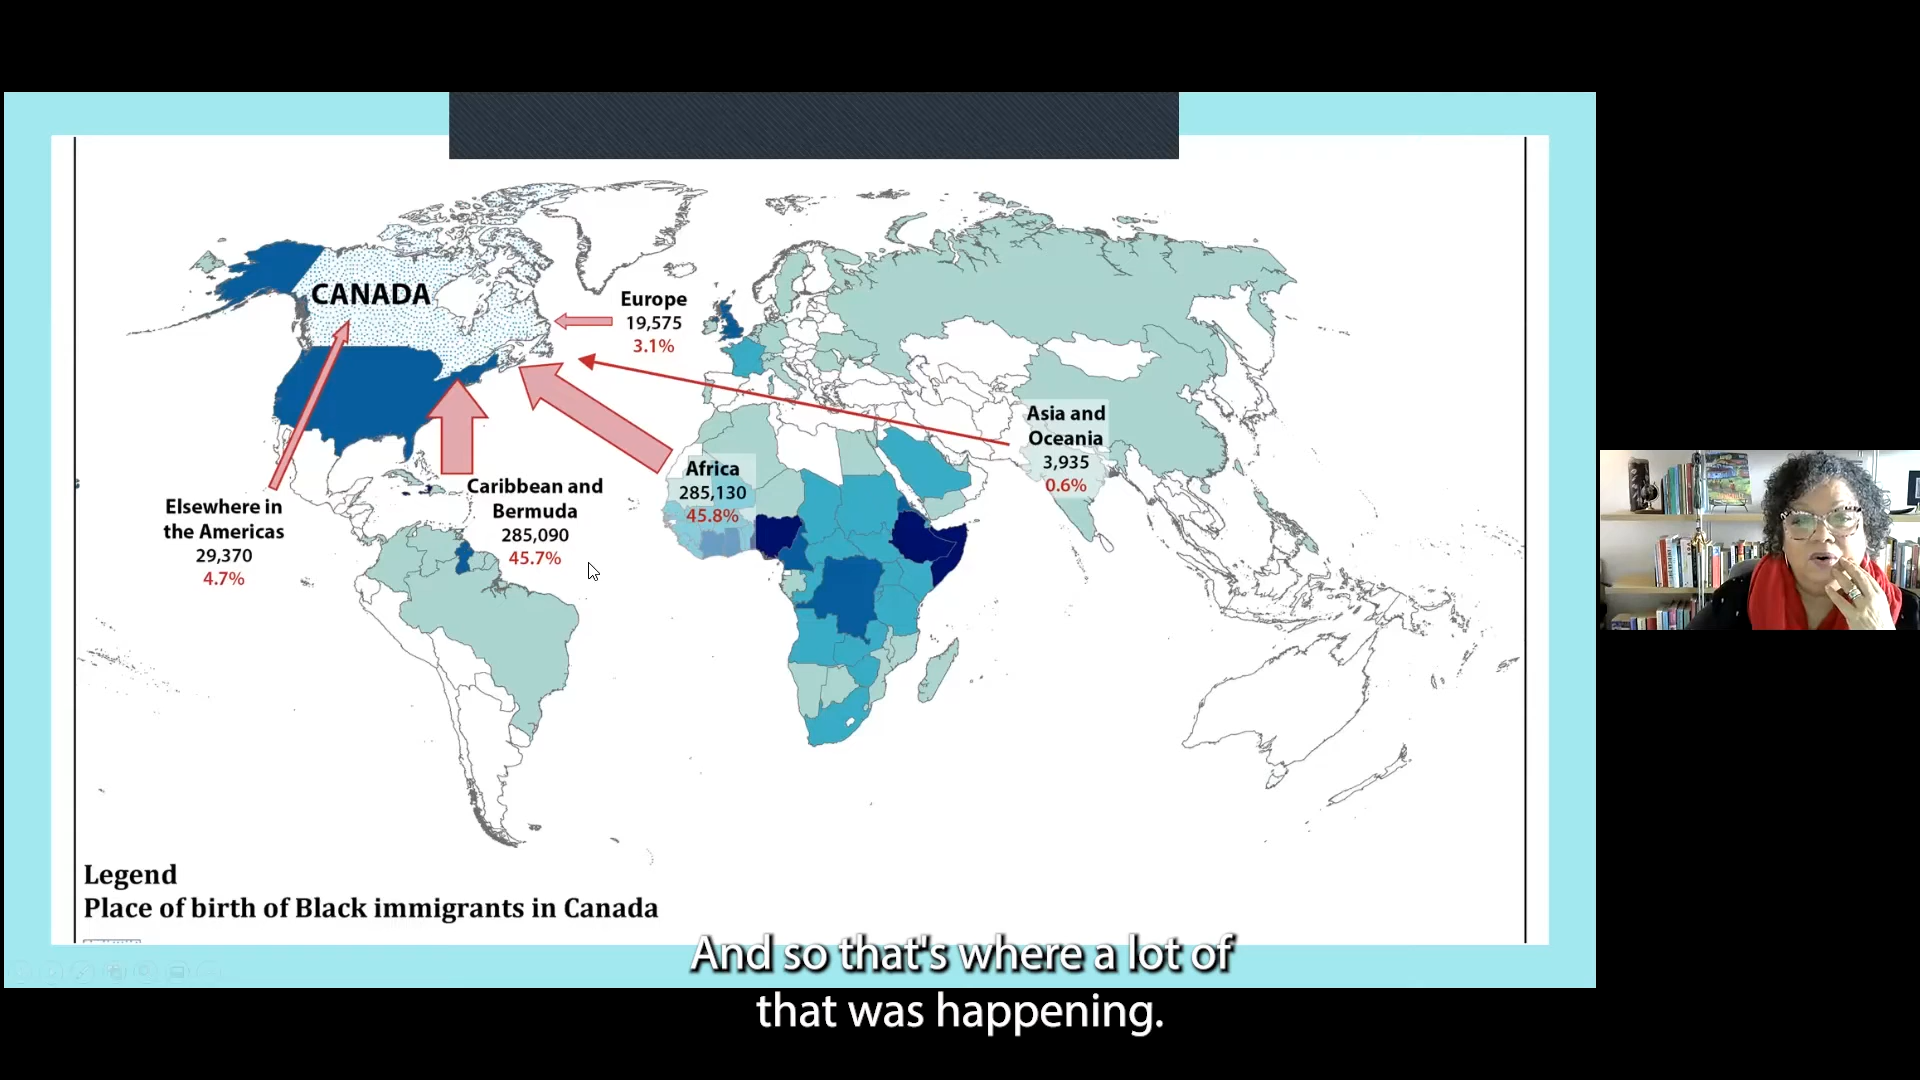 CANADA
Europe
19,575
3.1%
Asia and
Oceania
3,935
0.6%
Africa
285,130
45.8%
Caribbean and
Bermuda
285,090
45.7%
Elsewhere in
the Americas
29,370
4.7%
Legend
Place of birth of Black immigrants in Canada
And so that's where a lot of
that was happening.